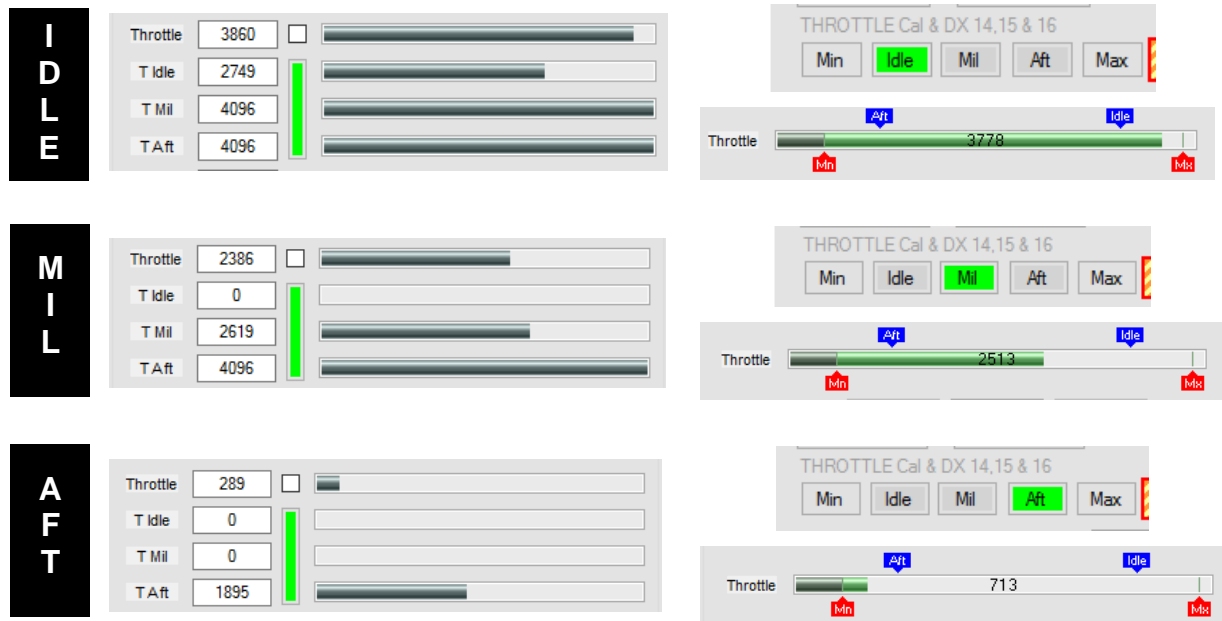 IDLE
Throttle 3860
T Idle 2749
T Mil 4096
T Aft 4096
THROTTLE Cal & DX 14,15 & 16
Min Idle Mil Aft Max
Aft Idle
Throttle 3778
Mn Mx
MIL
Throttle 2386
T Idle 0
T Mil 2619
T Aft 4096
THROTTLE Cal & DX 14,15 & 16
Min Idle Mil Aft Max
Aft Idle
Throttle 2513
Mn Mx
AFT
Throttle 289
T Idle 0
T Mil 0
T Aft 1895
THROTTLE Cal & DX 14,15 & 16
Min Idle Mil Aft Max
Aft Idle
Throttle 713
Mn Mx